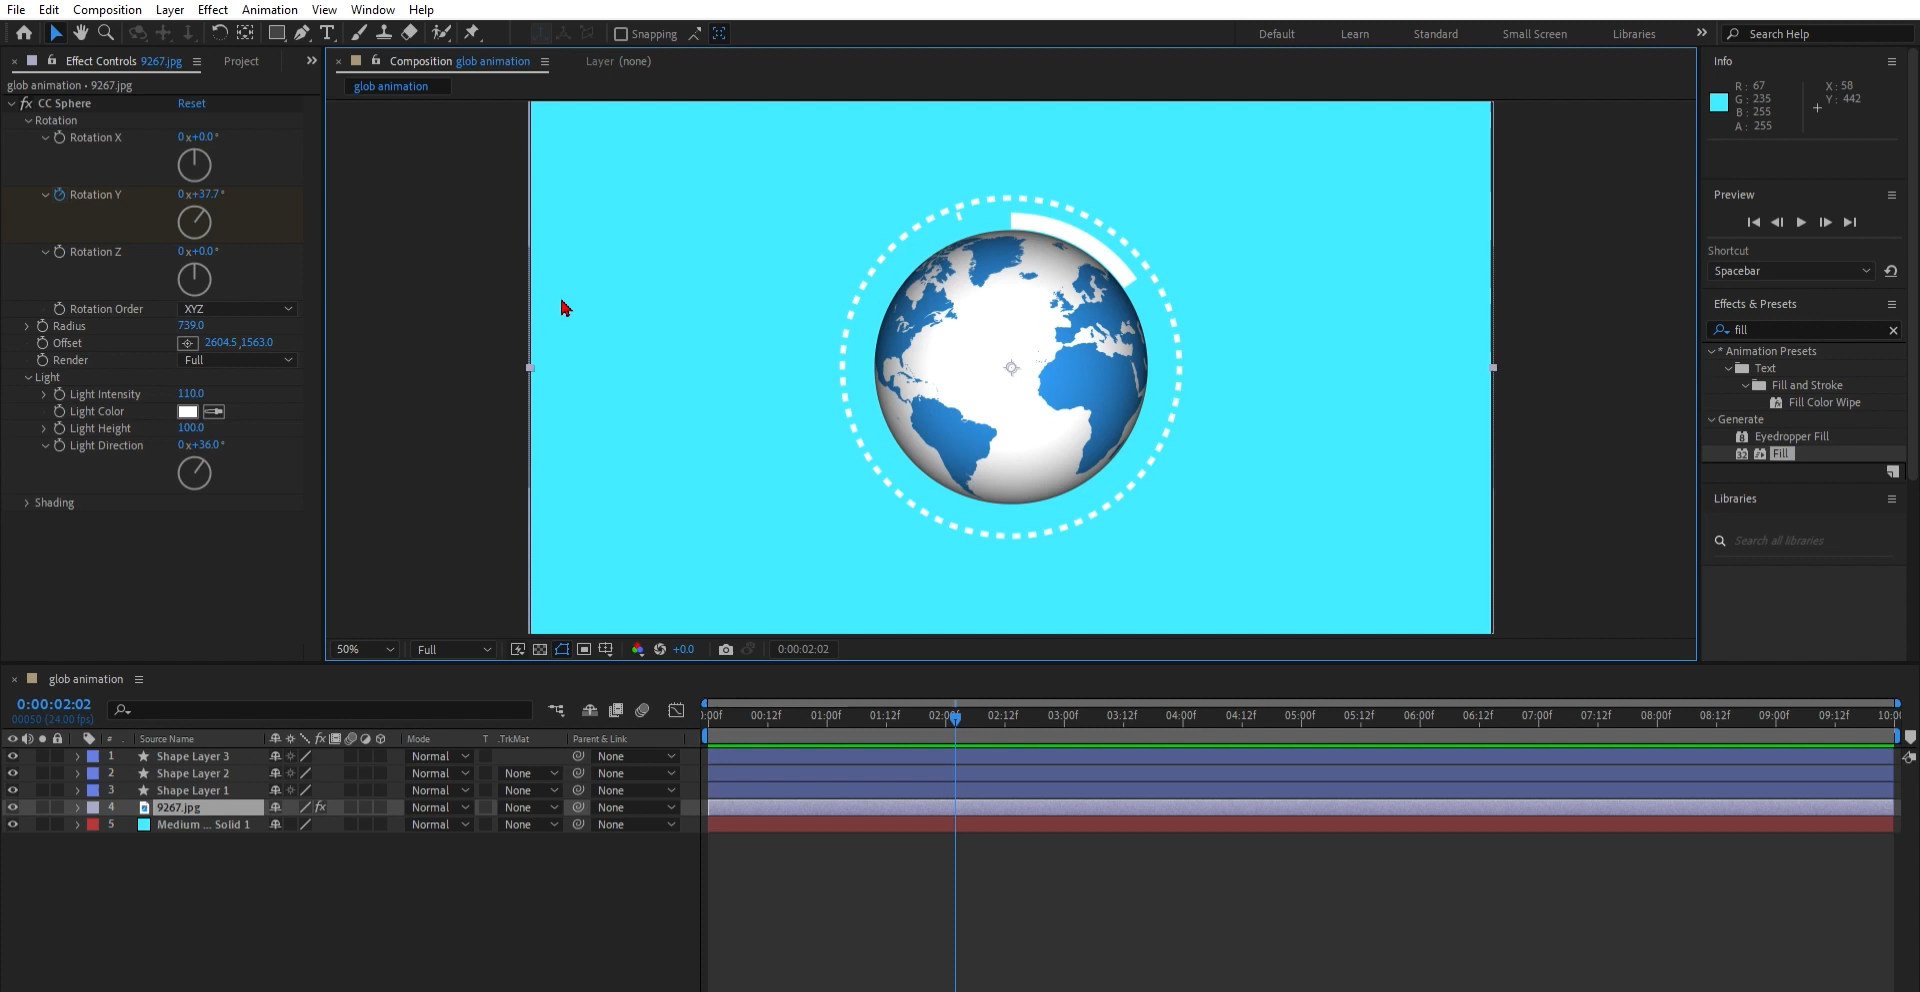 File Edit Composition Layer Effect Animation View Window Help
Snapping
Default Learn Standard Small Screen Libraries » Search Help
× Effect Controls 9267.jpg Project »
glob animation • 9267.jpg
fx CC Sphere Reset
Rotation
Rotation X 0x+0.0°
Rotation Y 0x+37.7°
Rotation Z 0x+0.0°
Rotation Order XYZ
Radius 739.0
Offset 2604.5,1563.0
Render Full
Light
Light Intensity 110.0
Light Color
Light Height 100.0
Light Direction 0x+36.0°
Shading
× Composition glob animation Layer (none)
glob animation
50% Full +0.0 0:00:02:02
Info
R: 67 X: 58
G: 235 + Y: 442
B: 255
A: 255
Preview
Shortcut
Spacebar
Effects & Presets
fill ×
* Animation Presets
Text
Fill and Stroke
Fill Color Wipe
Generate
Eyedropper Fill
32 Fill
Libraries
Search all libraries
× glob animation
0:00:02:02
00050 (24.00 fps)
:00f 00:12f 01:00f 01:12f 02:00f 02:12f 03:00f 03:12f 04:00f 04:12f 05:00f 05:12f 06:00f 06:12f 07:00f 07:12f 08:00f 08:12f 09:00f 09:12f 10:00
# Source Name fx Mode T .TrkMat Parent & Link
1 Shape Layer 3 Normal None
2 Shape Layer 2 Normal None None
3 Shape Layer 1 Normal None None
4 9267.jpg fx Normal None None
5 Medium ... Solid 1 Normal None None